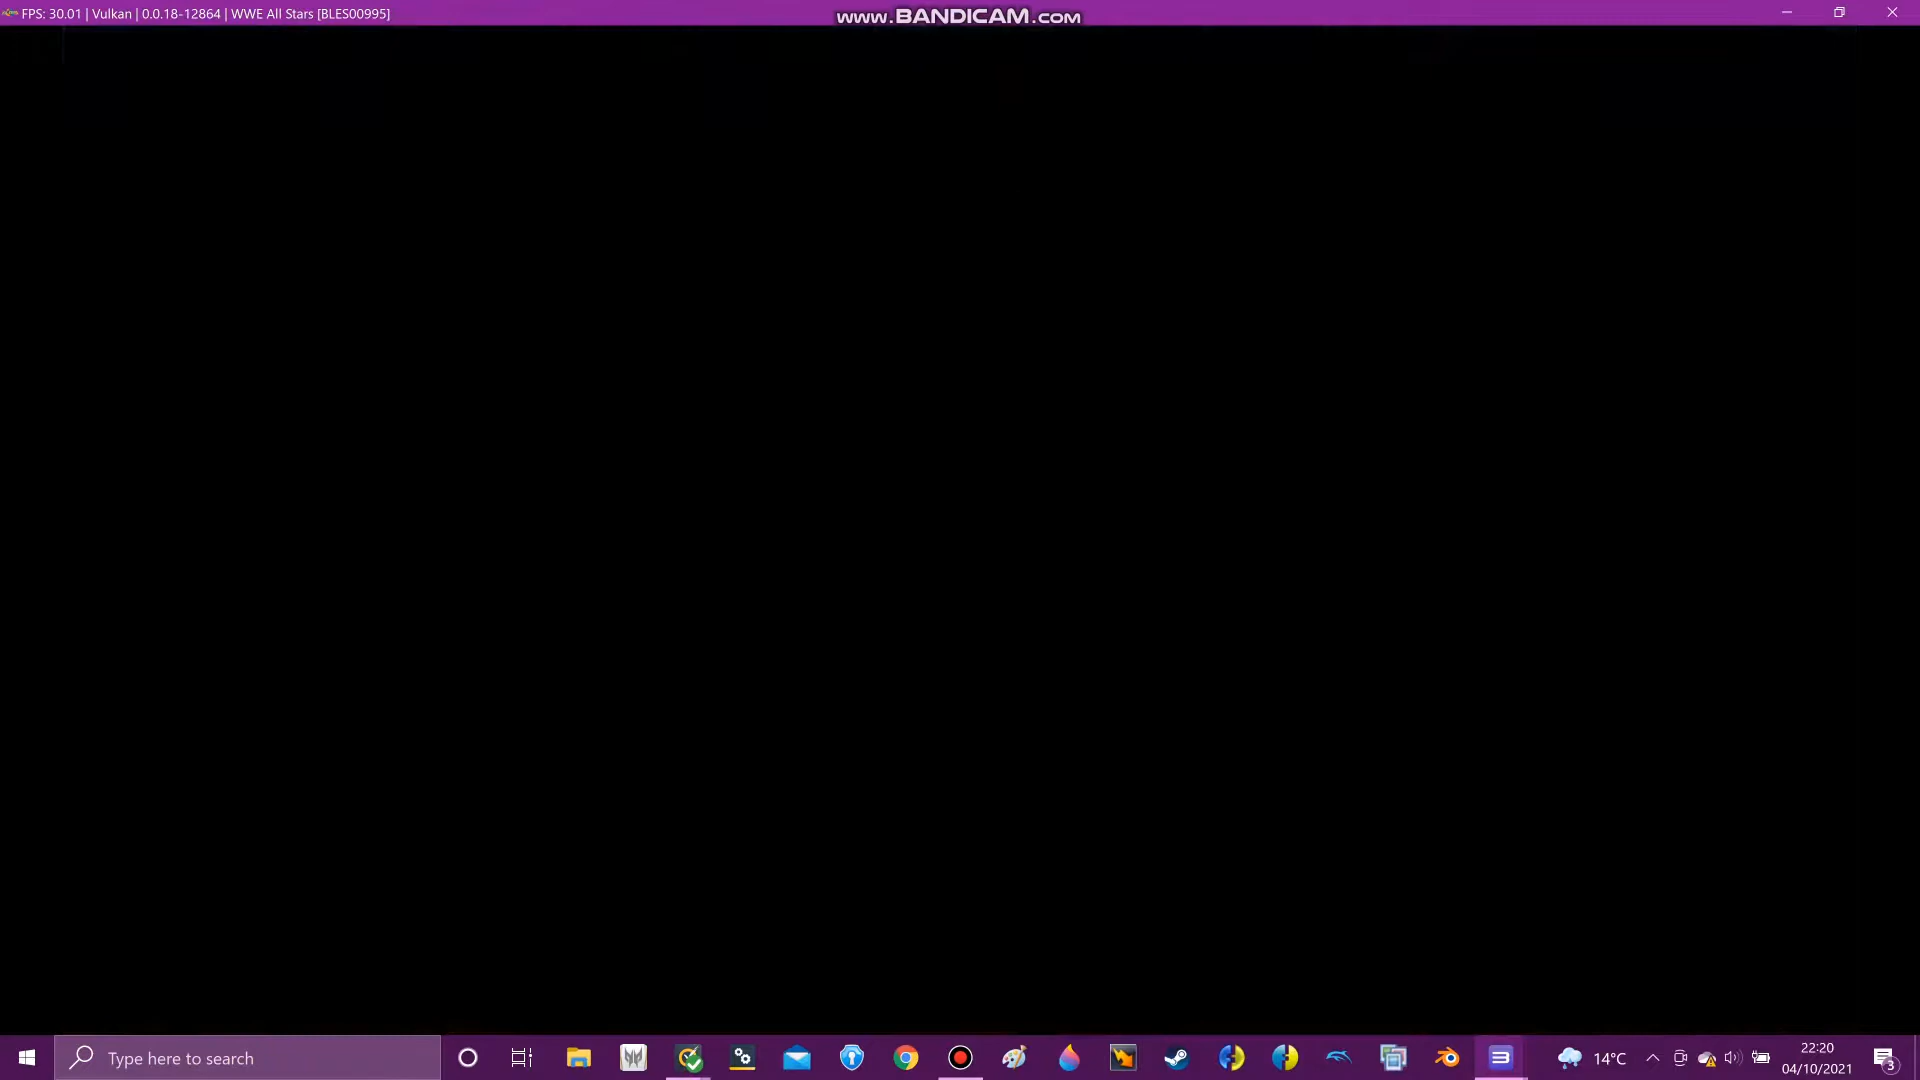 FPS: 30.01 | Vulkan | 0.0.18-12864 | WWE All Stars [BLES00995]
www.BANDICAM.com
Type here to search
14°C
22:20
04/10/2021
3